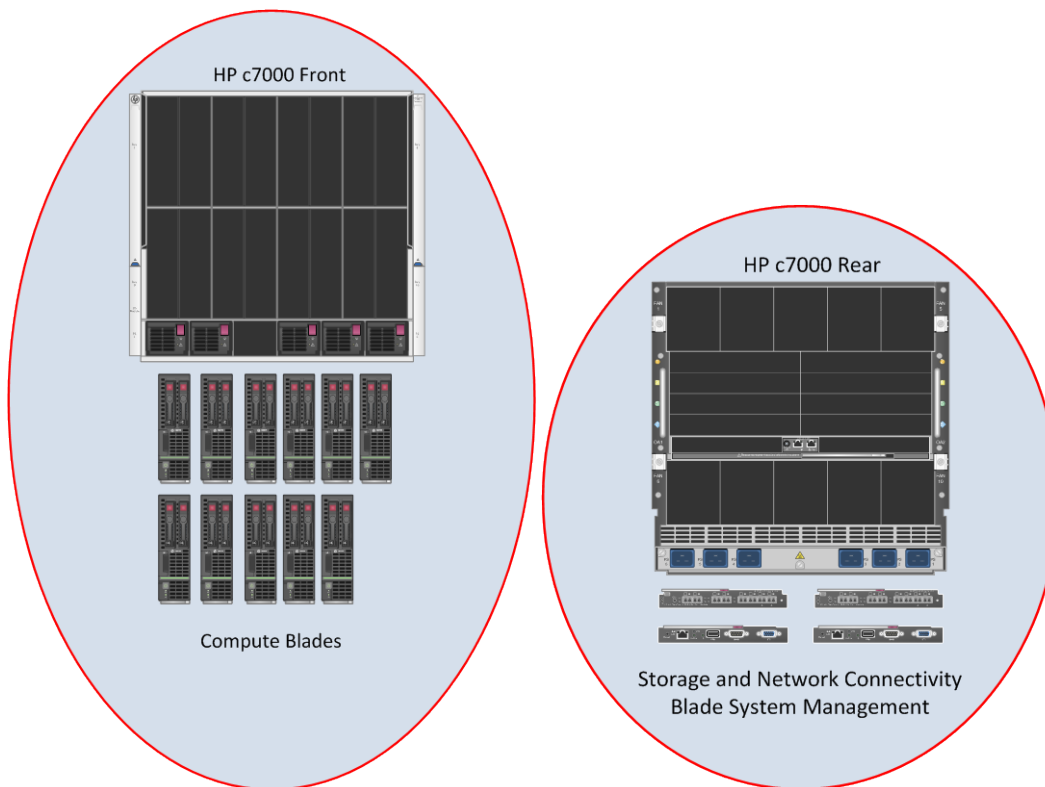 HP c7000 Front
Compute Blades
HP c7000 Rear
Storage and Network Connectivity
Blade System Management